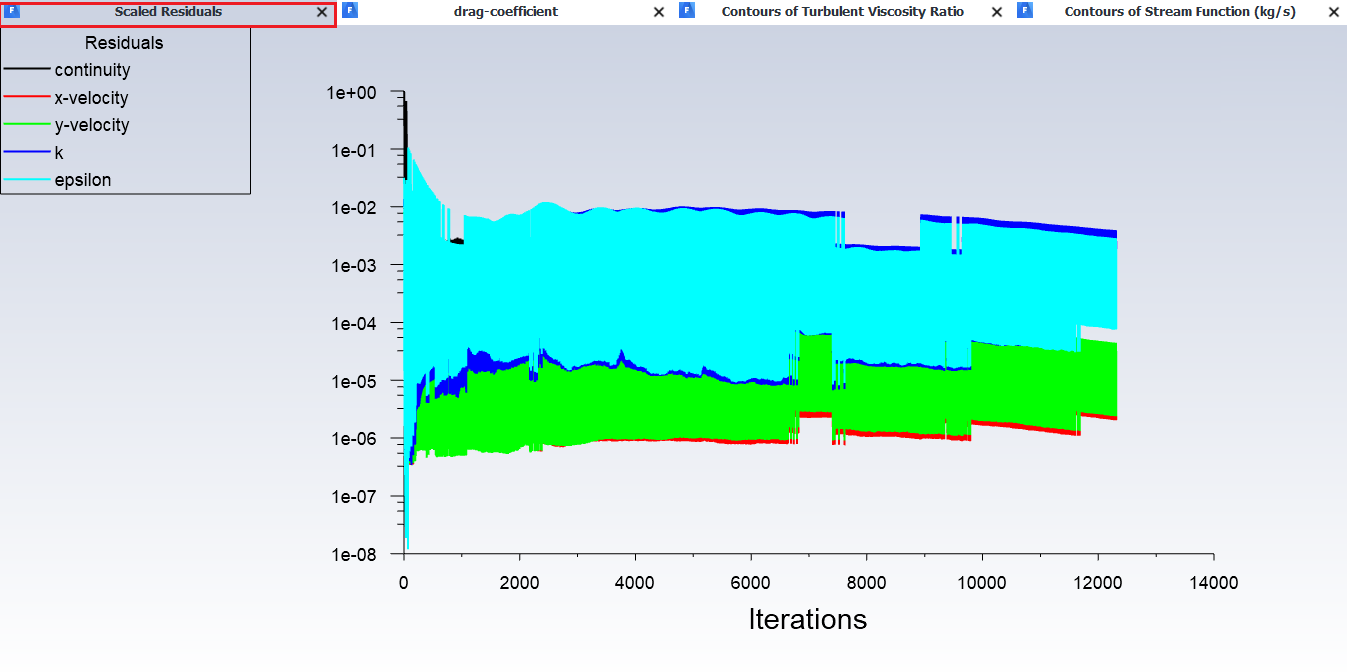 Scaled Residuals
drag-coefficient
Contours of Turbulent Viscosity Ratio
Contours of Stream Function (kg/s)
Residuals
continuity
x-velocity
y-velocity
k
epsilon
1e+00
1e-01
1e-02
1e-03
1e-04
1e-05
1e-06
1e-07
1e-08
0 2000 4000 6000 8000 10000 12000 14000
Iterations